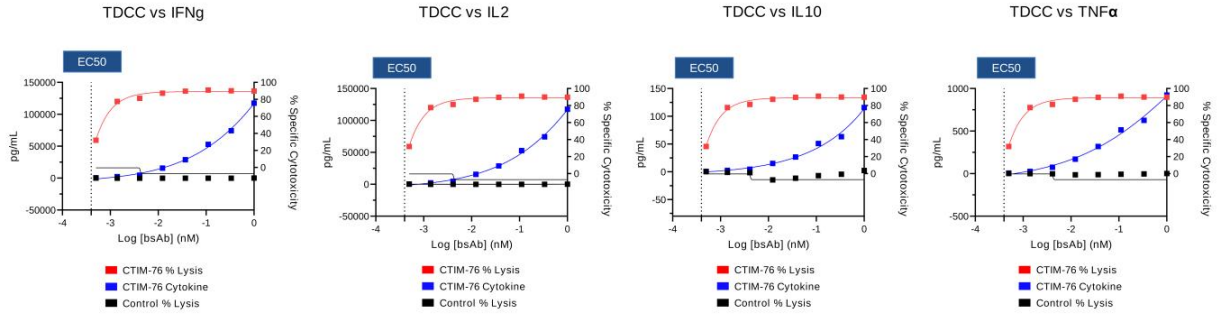 TDCC vs IFNg
EC50
150000
100000
50000
0
-50000
pg/mL
100
80
60
40
20
0
% Specific Cytotoxicity
-4
-3
-2
-1
0
Log [bsAb] (nM)
CTIM-76 % Lysis
CTIM-76 Cytokine
Control % Lysis
TDCC vs IL2
EC50
150000
100000
50000
0
-50000
pg/mL
100
80
60
40
20
0
% Specific Cytotoxicity
-4
-3
-2
-1
0
Log [bsAb] (nM)
CTIM-76 % Lysis
CTIM-76 Cytokine
Control % Lysis
TDCC vs IL10
EC50
150
100
50
0
-50
pg/mL
100
80
60
40
20
0
% Specific Cytotoxicity
-4
-3
-2
-1
0
Log [bsAb] (nM)
CTIM-76 % Lysis
CTIM-76 Cytokine
Control % Lysis
TDCC vs TNFα
EC50
1000
500
0
-500
pg/mL
100
80
60
40
20
0
% Specific Cytotoxicity
-4
-3
-2
-1
0
Log [bsAb] (nM)
CTIM-76 % Lysis
CTIM-76 Cytokine
Control % Lysis